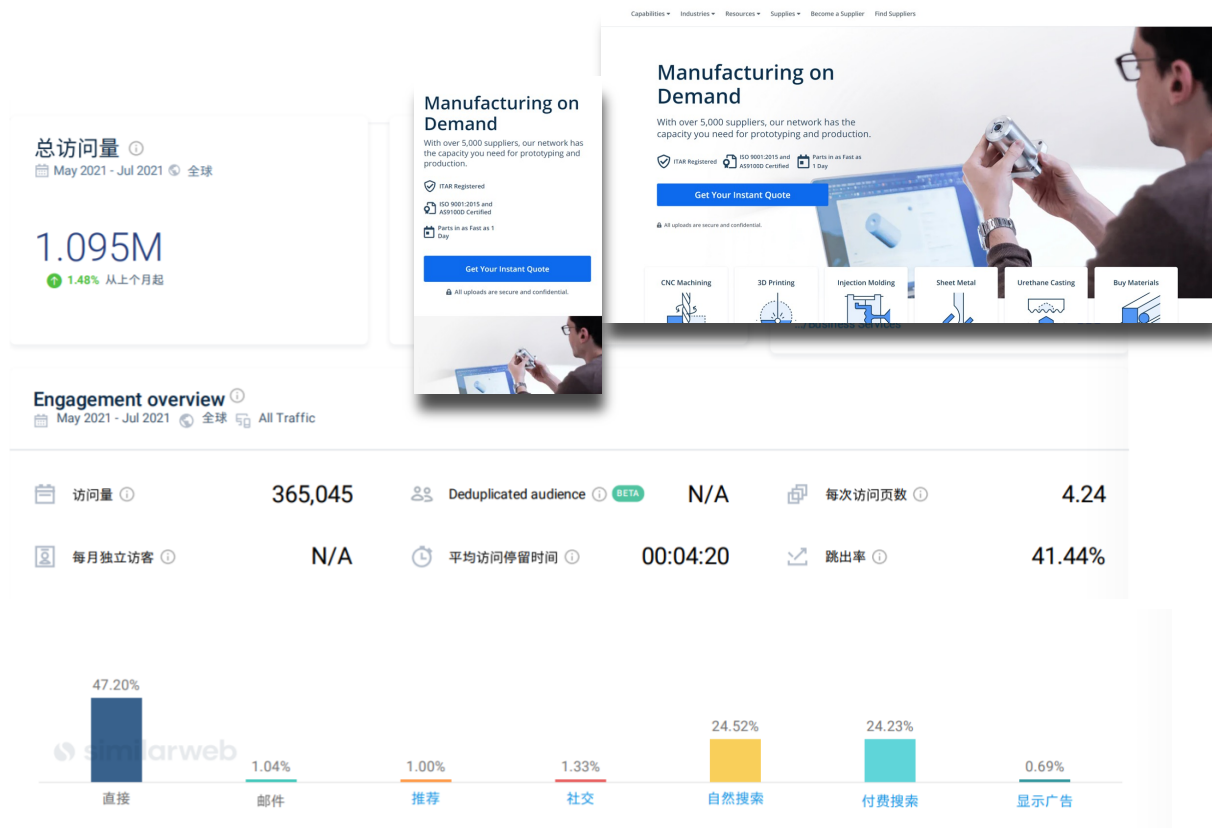 Capabilities Industries Resources Supplies Become a Supplier Find Suppliers
Manufacturing on
Demand
With over 5,000 suppliers, our network has the
capacity you need for prototyping and production.
ITAR Registered
ISO 9001:2015 and
AS9100D Certified
Parts in as Fast as
1 Day
Get Your Instant Quote
All uploads are secure and confidential.
CNC Machining
3D Printing
Injection Molding
Sheet Metal
Urethane Casting
Buy Materials
Manufacturing on
Demand
With over 5,000 suppliers, our network has
the capacity you need for prototyping and
production.
ITAR Registered
ISO 9001:2015 and
AS9100D Certified
Parts in as Fast as 1
Day
Get Your Instant Quote
All uploads are secure and confidential.
总访问量
May 2021 - Jul 2021 全球
1.095M
1.48% 从上个月起
Business Services
Engagement overview
May 2021 - Jul 2021 全球 All Traffic
访问量 365,045
Deduplicated audience BETA N/A
每次访问页数 4.24
每月独立访客 N/A
平均访问停留时间 00:04:20
跳出率 41.44%
47.20%
1.04%
1.00%
1.33%
24.52%
24.23%
0.69%
similarweb
直接
邮件
推荐
社交
自然搜索
付费搜索
显示广告